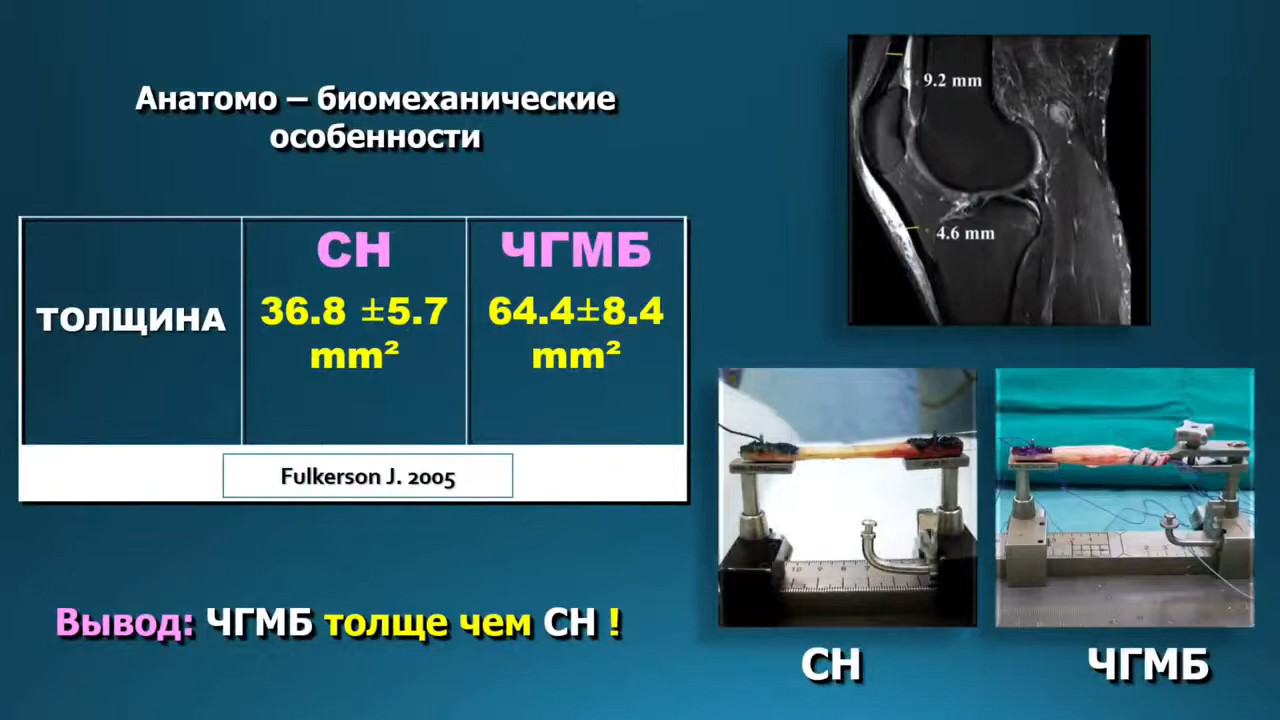 Анатомо – биомеханические
особенности
9.2 mm
4.6 mm
СН
ЧГМБ
ТОЛЩИНА
36.8 ±5.7
mm²
64.4±8.4
mm²
Fulkerson J. 2005
Вывод: ЧГМБ толще чем СН !
СН
ЧГМБ